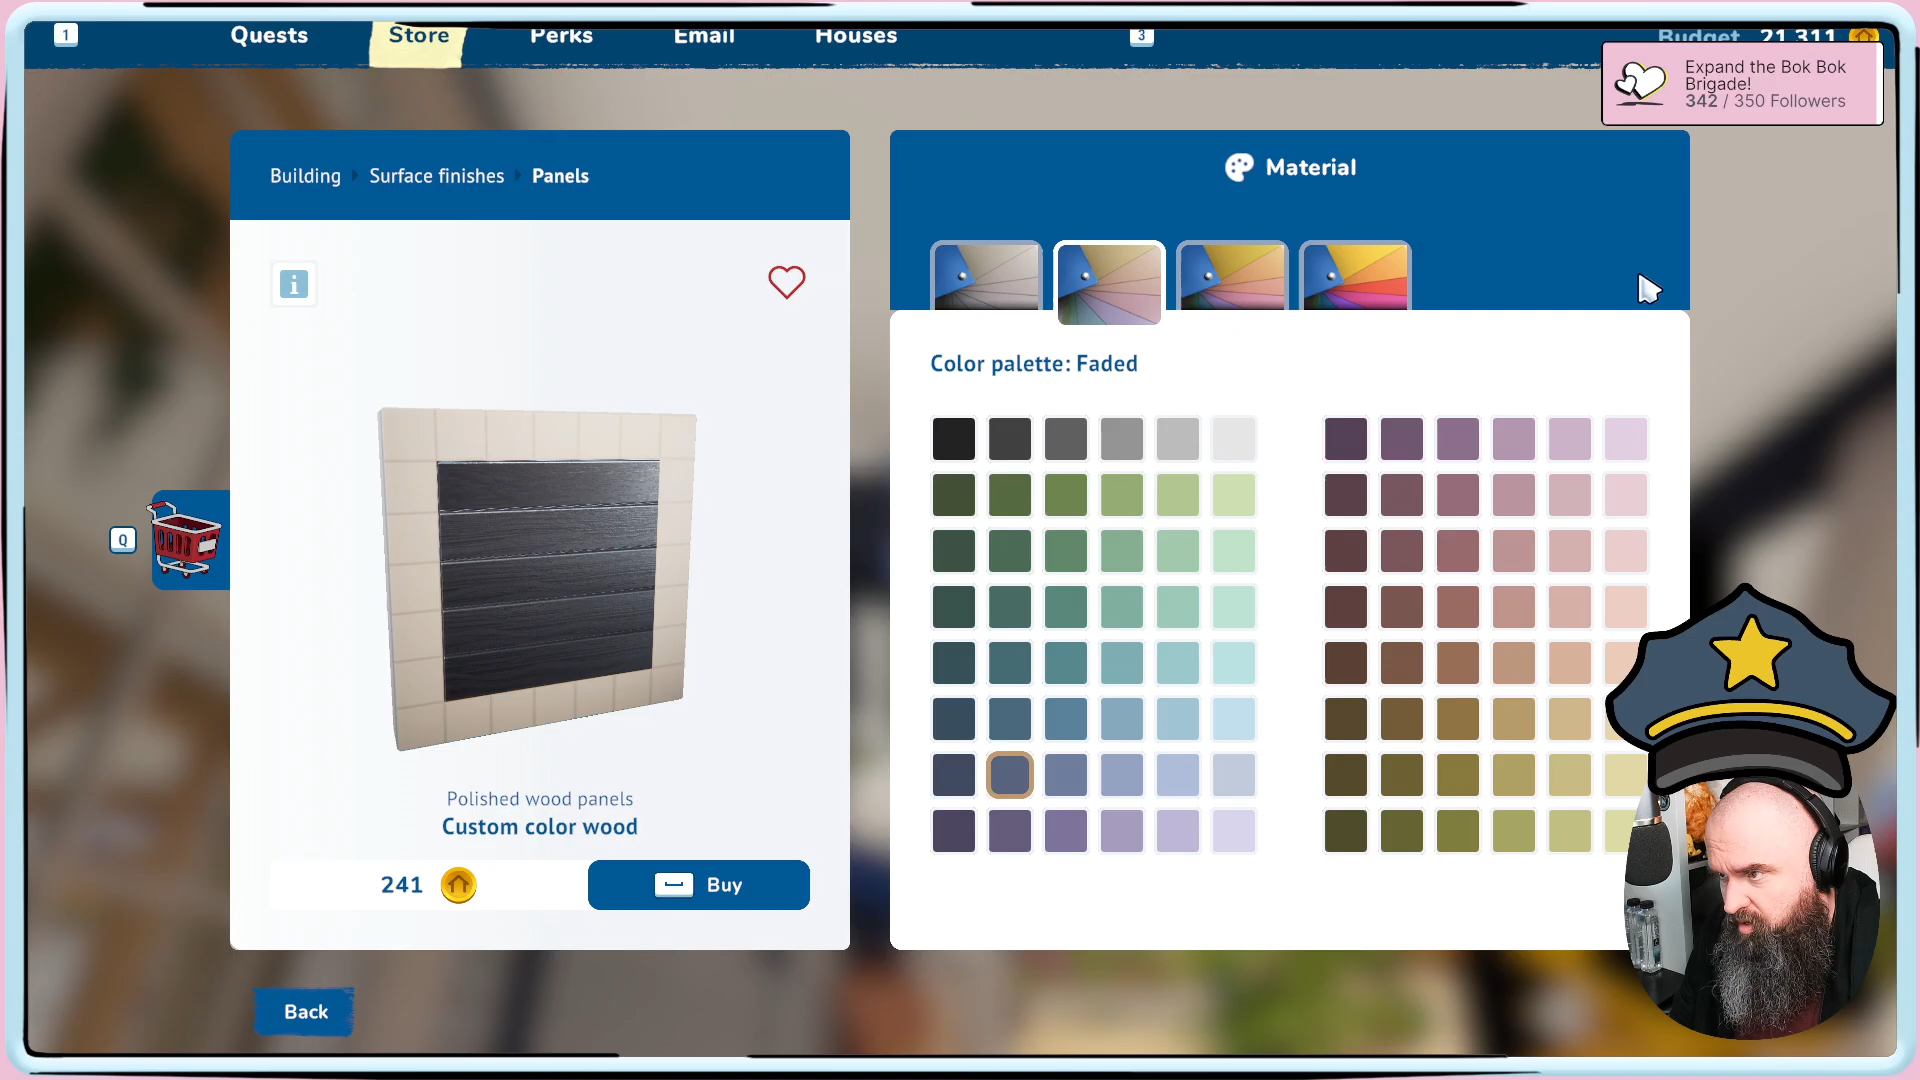 1
Quests
Store
Perks
Email
Houses
3
Budget 21 311
Expand the Bok Bok
Brigade!
342 / 350 Followers
Building
Surface finishes
Panels
Material
i
Color palette: Faded
Q
Polished wood panels
Custom color wood
241
Buy
Back